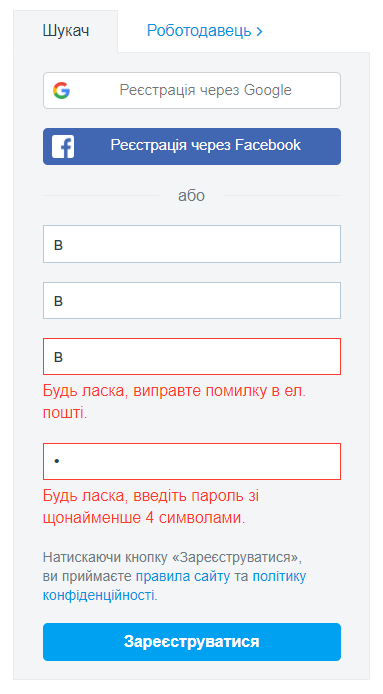 Шукач
Роботодавець
Реєстрація через Google
Реєстрація через Facebook
або
в
в
в
Будь ласка, виправте помилку в ел.
пошті.
•
Будь ласка, введіть пароль зі
щонайменше 4 символами.
Натискаючи кнопку «Зареєструватися»,
ви приймаєте правила сайту та політику
конфіденційності.
Зареєструватися